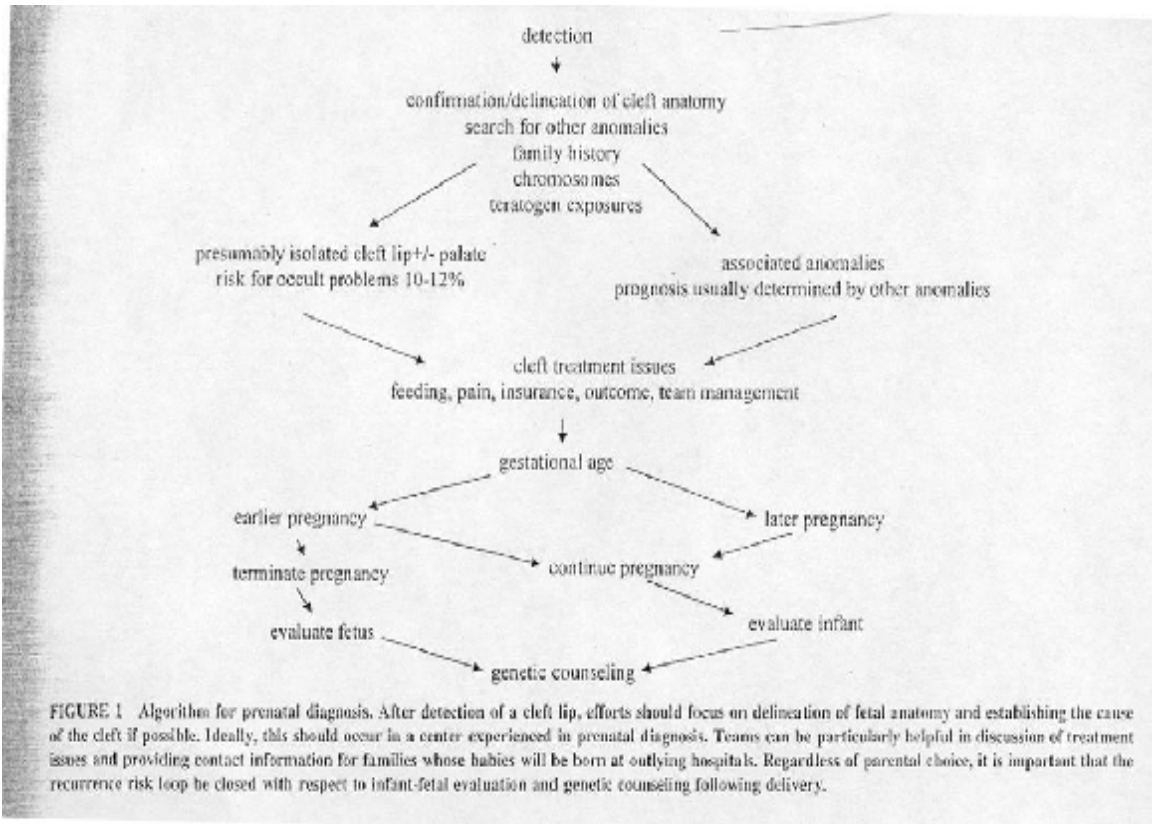 detection
confirmation/delineation of cleft anatomy
search for other anomalies
family history
chromosomes
teratogen exposures
presumably isolated cleft lip+/- palate
risk for occult problems 10-12%
associated anomalies
prognosis usually determined by other anomalies
cleft treatment issues
feeding, pain, insurance, outcome, team management
gestational age
earlier pregnancy
later pregnancy
terminate pregnancy
continue pregnancy
evaluate fetus
evaluate infant
genetic counseling
FIGURE 1 Algorithm for prenatal diagnosis. After detection of a cleft lip, efforts should focus on delineation of fetal anatomy and establishing the cause
of the cleft if possible. Ideally, this should occur in a center experienced in prenatal diagnosis. Teams can be particularly helpful in discussion of treatment
issues and providing contact information for families whose babies will be born at outlying hospitals. Regardless of parental choice, it is important that the
recurrence risk loop be closed with respect to infant-fetal evaluation and genetic counseling following delivery.